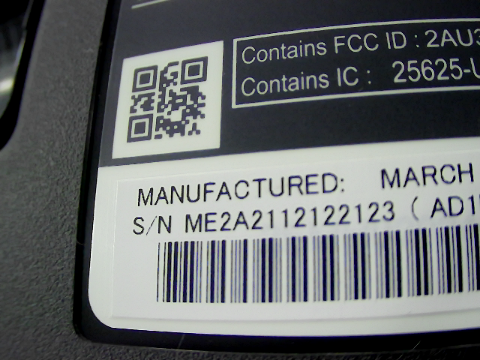 Contains FCC ID : 2AU3
Contains IC : 25625-U
MANUFACTURED: MARCH
S/N ME2A2112122123 ( AD1